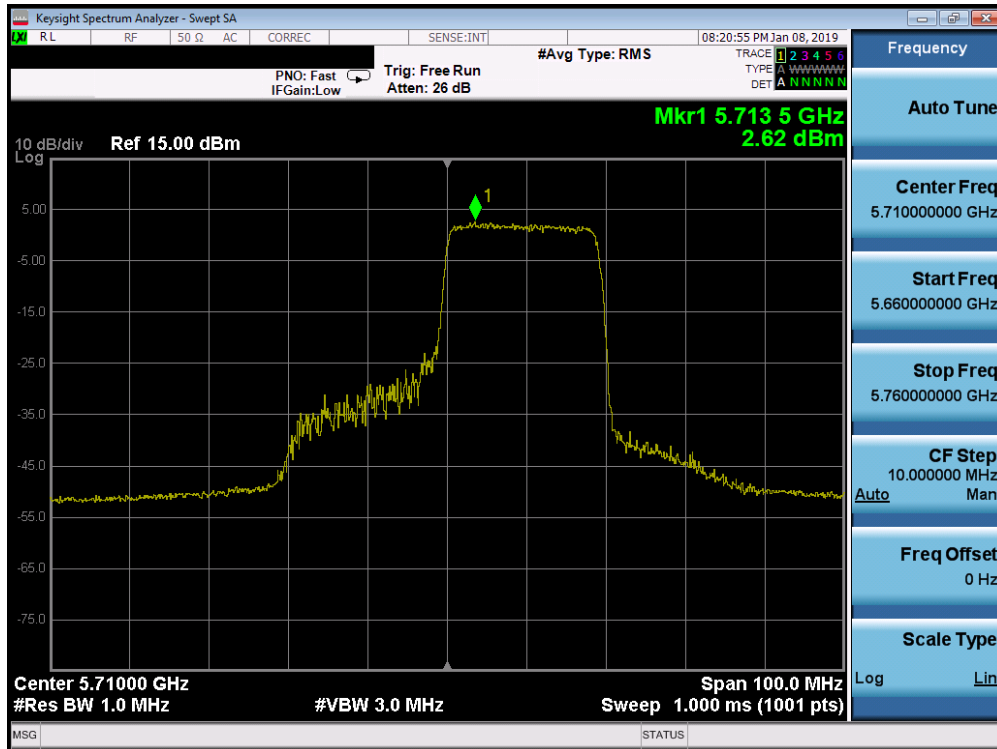 Keysight Spectrum Analyzer - Swept SA
LXI RL RF 50 Ω AC CORREC SENSE:INT 08:20:55 PM Jan 08, 2019
#Avg Type: RMS TRACE 1 2 3 4 5 6
TYPE A WWWWW
DET A N N N N N
PNO: Fast Trig: Free Run
IFGain:Low Atten: 26 dB
Mkr1 5.713 5 GHz
2.62 dBm
10 dB/div Ref 15.00 dBm
Log
1
5.00
-5.00
-15.0
-25.0
-35.0
-45.0
-55.0
-65.0
-75.0
Center 5.71000 GHz Span 100.0 MHz
#Res BW 1.0 MHz #VBW 3.0 MHz Sweep 1.000 ms (1001 pts)
MSG STATUS
Frequency
Auto Tune
Center Freq
5.710000000 GHz
Start Freq
5.660000000 GHz
Stop Freq
5.760000000 GHz
CF Step
10.000000 MHz
Auto Man
Freq Offset
0 Hz
Scale Type
Log Lin